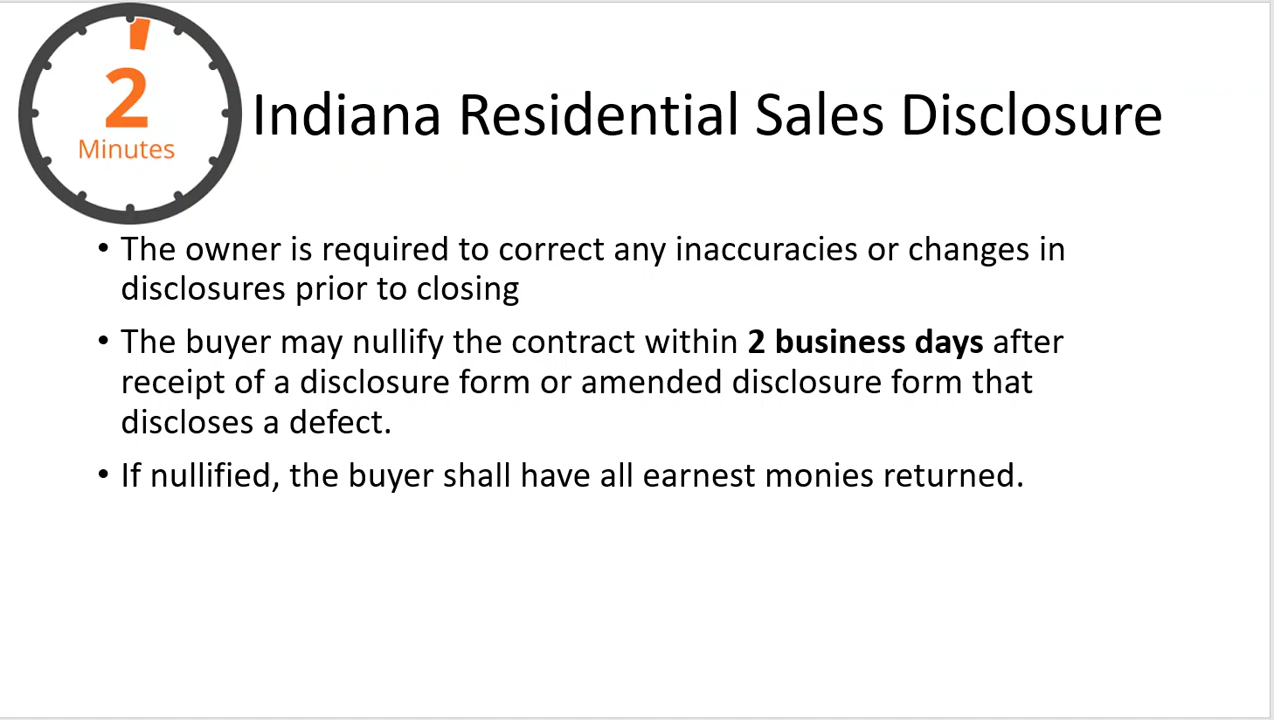 2
Minutes
Indiana Residential Sales Disclosure
• The owner is required to correct any inaccuracies or changes in
disclosures prior to closing
• The buyer may nullify the contract within 2 business days after
receipt of a disclosure form or amended disclosure form that
discloses a defect.
• If nullified, the buyer shall have all earnest monies returned.